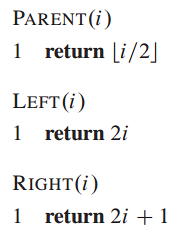 PARENT(i)
1 return ⌊i/2⌋
LEFT(i)
1 return 2i
RIGHT(i)
1 return 2i + 1